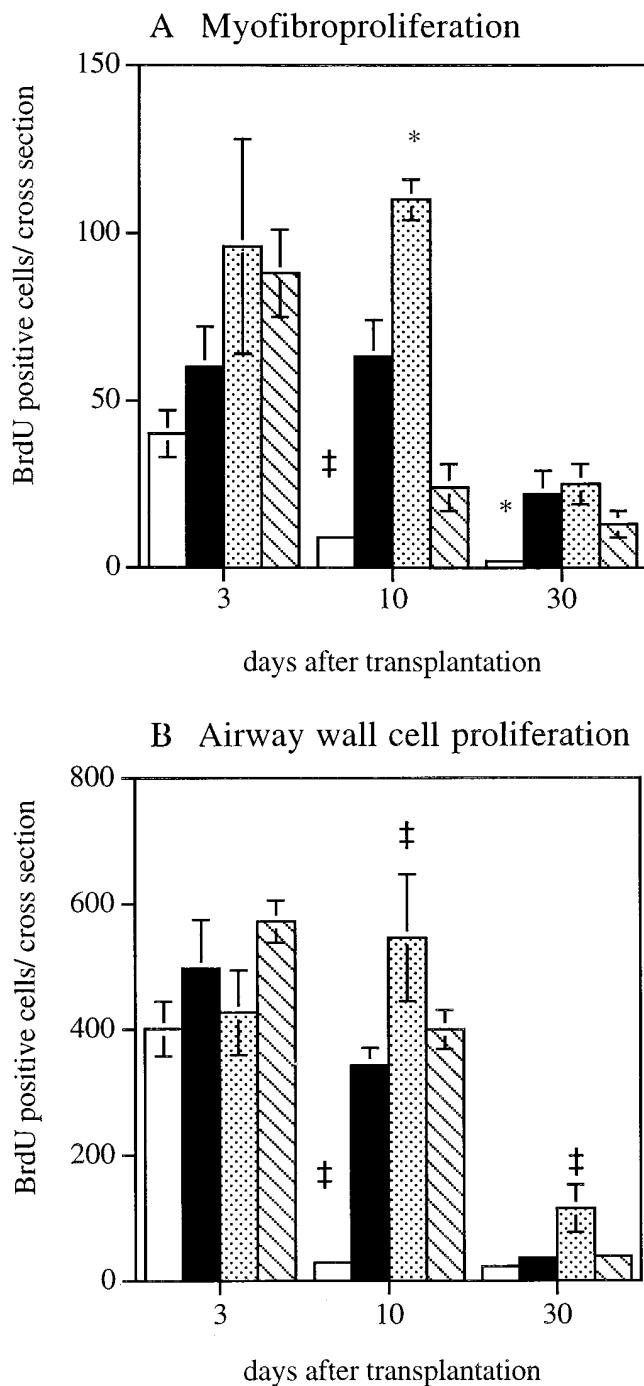 A Myofibroproliferation
BrdU positive cells/ cross section
150
100
50
0
*
‡
*
3 10 30
days after transplantation
B Airway wall cell proliferation
BrdU positive cells/ cross section
800
600
400
200
0
‡
‡
‡
3 10 30
days after transplantation